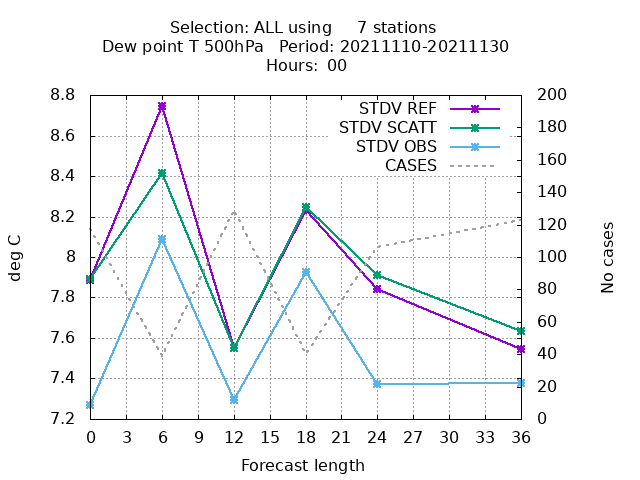 Selection: ALL using     7 stations
Dew point T 500hPa   Period: 20211110-20211130
Hours:  00
8.8
8.6
8.4
8.2
8
7.8
7.6
7.4
7.2
deg C
STDV REF
STDV SCATT
STDV OBS
CASES
200
180
160
140
120
100
80
60
40
20
0
No cases
0 3 6 9 12 15 18 21 24 27 30 33 36
Forecast length